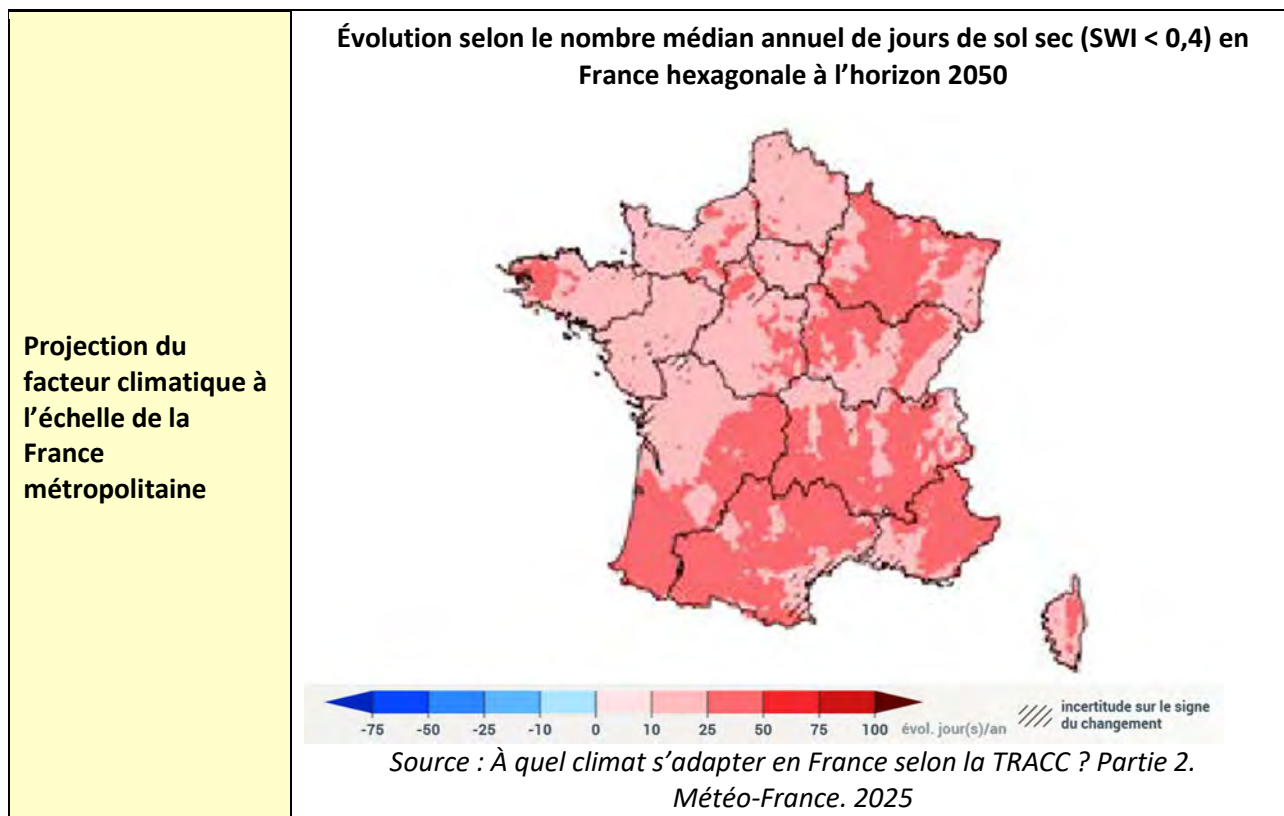 Évolution selon le nombre médian annuel de jours de sol sec (SWI < 0,4) en
France hexagonale à l’horizon 2050
Projection du
facteur climatique à
l’échelle de la
France
métropolitaine
-75 -50 -25 -10 0 10 25 50 75 100 évol. jour(s)/an
incertitude sur le signe
du changement
Source : À quel climat s’adapter en France selon la TRACC ? Partie 2.
Météo-France. 2025